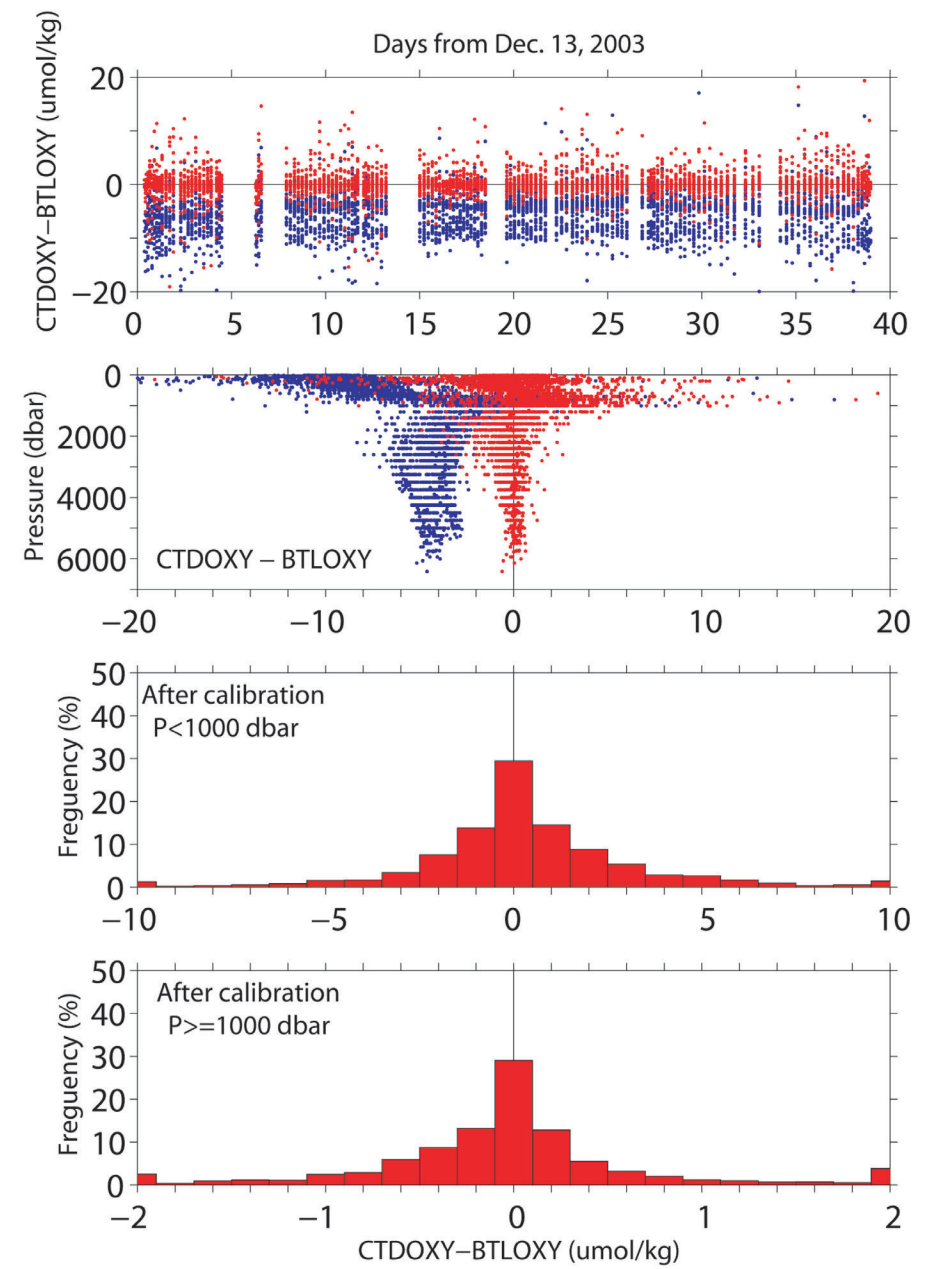 Days from Dec. 13, 2003
CTDOXY−BTLOXY (umol/kg)
20
0
−20
0 5 10 15 20 25 30 35 40
Pressure (dbar)
0
2000
4000
6000
CTDOXY − BTLOXY
−20 −10 0 10 20
Freguency (%)
50
40
30
20
10
0
After calibration
P<1000 dbar
−10 −5 0 5 10
Freguency (%)
50
40
30
20
10
0
After calibration
P>=1000 dbar
−2 −1 0 1 2
CTDOXY−BTLOXY (umol/kg)